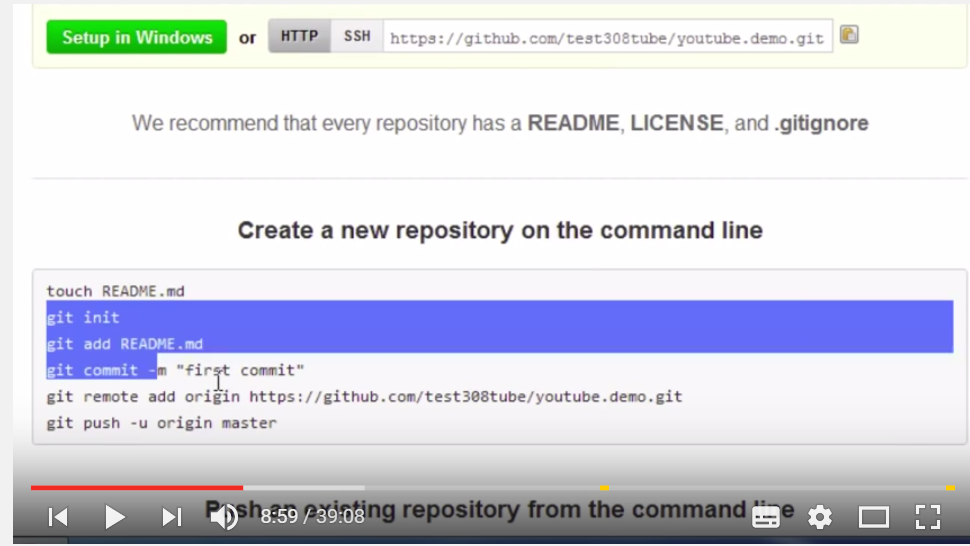 Setup in Windows or HTTP SSH https://github.com/test308tube/youtube.demo.git
We recommend that every repository has a README, LICENSE, and .gitignore
Create a new repository on the command line
touch README.md
git init
git add README.md
git commit -m "first commit"
git remote add origin https://github.com/test308tube/youtube.demo.git
git push -u origin master
Push an existing repository from the command line
8:59 / 39:08